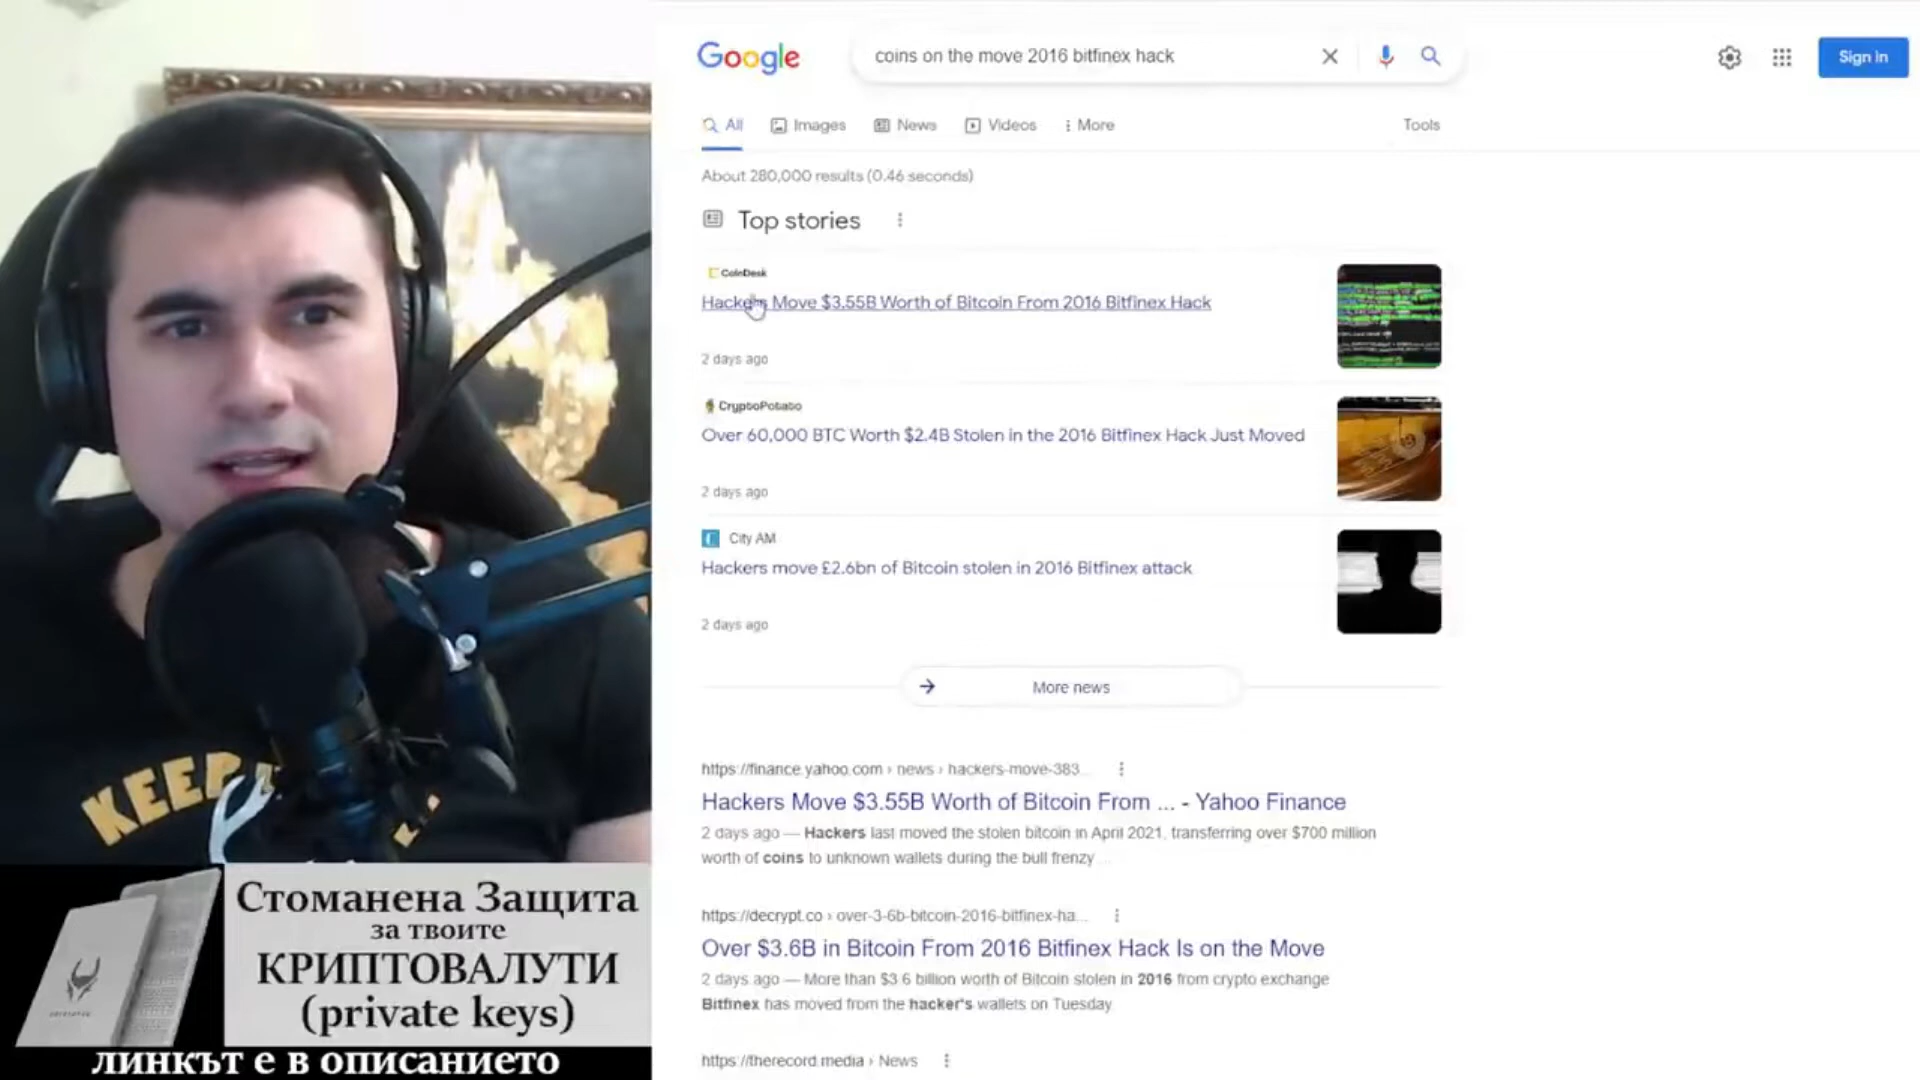 Google
coins on the move 2016 bitfinex hack
Sign in
All
Images
News
Videos
More
Tools
About 280,000 results (0.46 seconds)
Top stories
CoinDesk
Hackers Move $3.55B Worth of Bitcoin From 2016 Bitfinex Hack
2 days ago
CryptoPotato
Over 60,000 BTC Worth $2.4B Stolen in the 2016 Bitfinex Hack Just Moved
2 days ago
City AM
Hackers move £2.6bn of Bitcoin stolen in 2016 Bitfinex attack
2 days ago
More news
https://finance.yahoo.com › news › hackers-move-383...
Hackers Move $3.55B Worth of Bitcoin From ... - Yahoo Finance
2 days ago — Hackers last moved the stolen bitcoin in April 2021, transferring over $700 million
worth of coins to unknown wallets during the bull frenzy ...
https://decrypt.co › over-3-6b-bitcoin-2016-bitfinex-ha...
Over $3.6B in Bitcoin From 2016 Bitfinex Hack Is on the Move
2 days ago — More than $3 6 billion worth of Bitcoin stolen in 2016 from crypto exchange
Bitfinex has moved from the hacker's wallets on Tuesday
https://therecord.media › News
KEEP
Стоманена Защита
за твоите
КРИПТОВАЛУТИ
(private keys)
линкът е в описанието